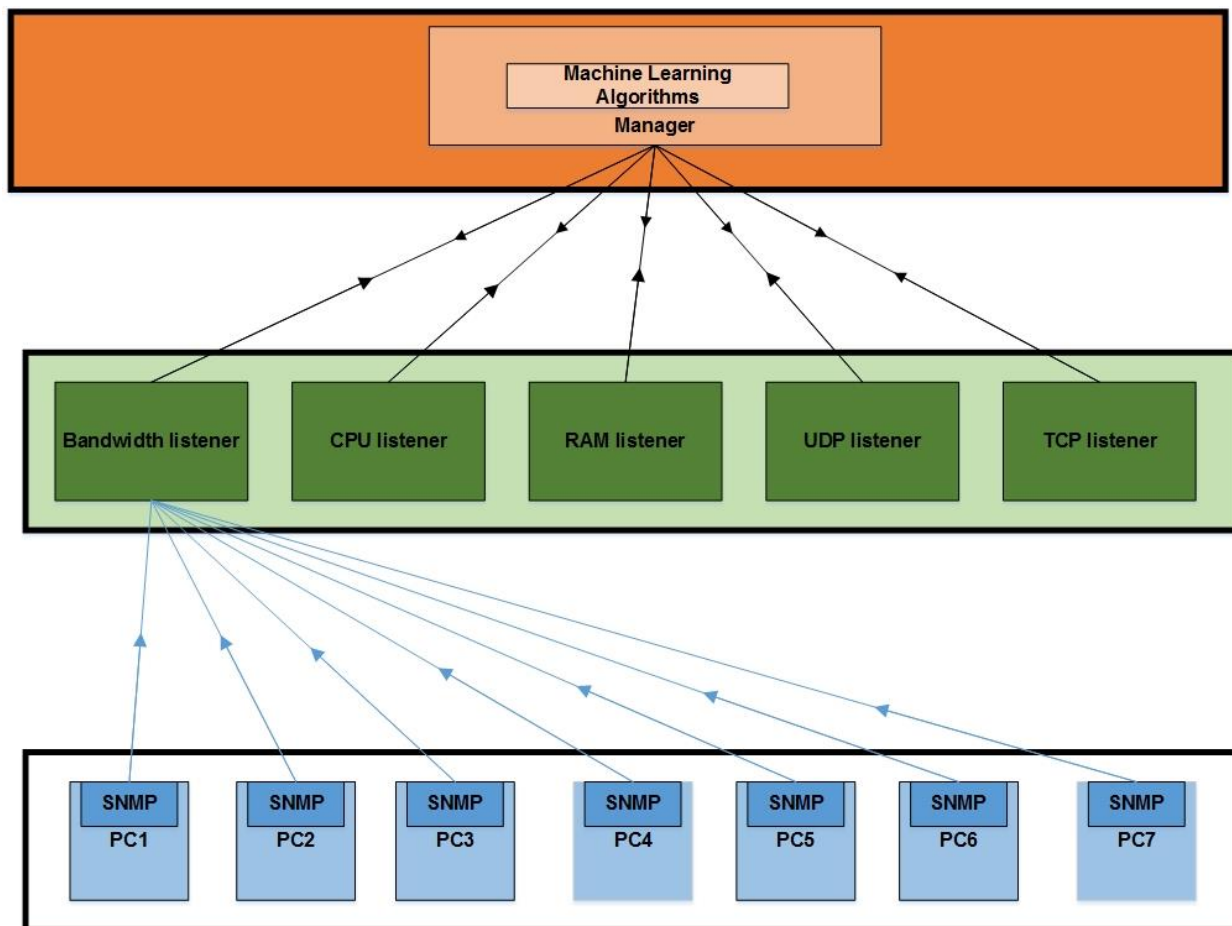 Machine Learning
Algorithms
Manager
Bandwidth listener
CPU listener
RAM listener
UDP listener
TCP listener
SNMP
SNMP
SNMP
SNMP
SNMP
SNMP
SNMP
PC1
PC2
PC3
PC4
PC5
PC6
PC7